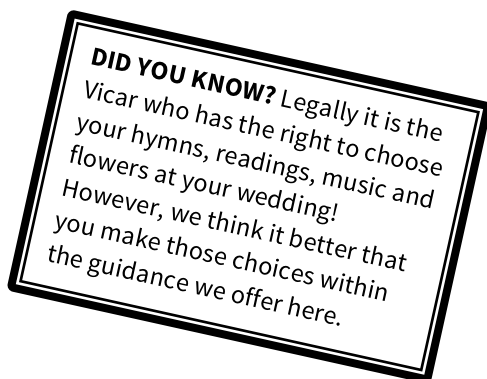 DID YOU KNOW? Legally it is the
Vicar who has the right to choose
your hymns, readings, music and
flowers at your wedding!
However, we think it better that
you make those choices within
the guidance we offer here.